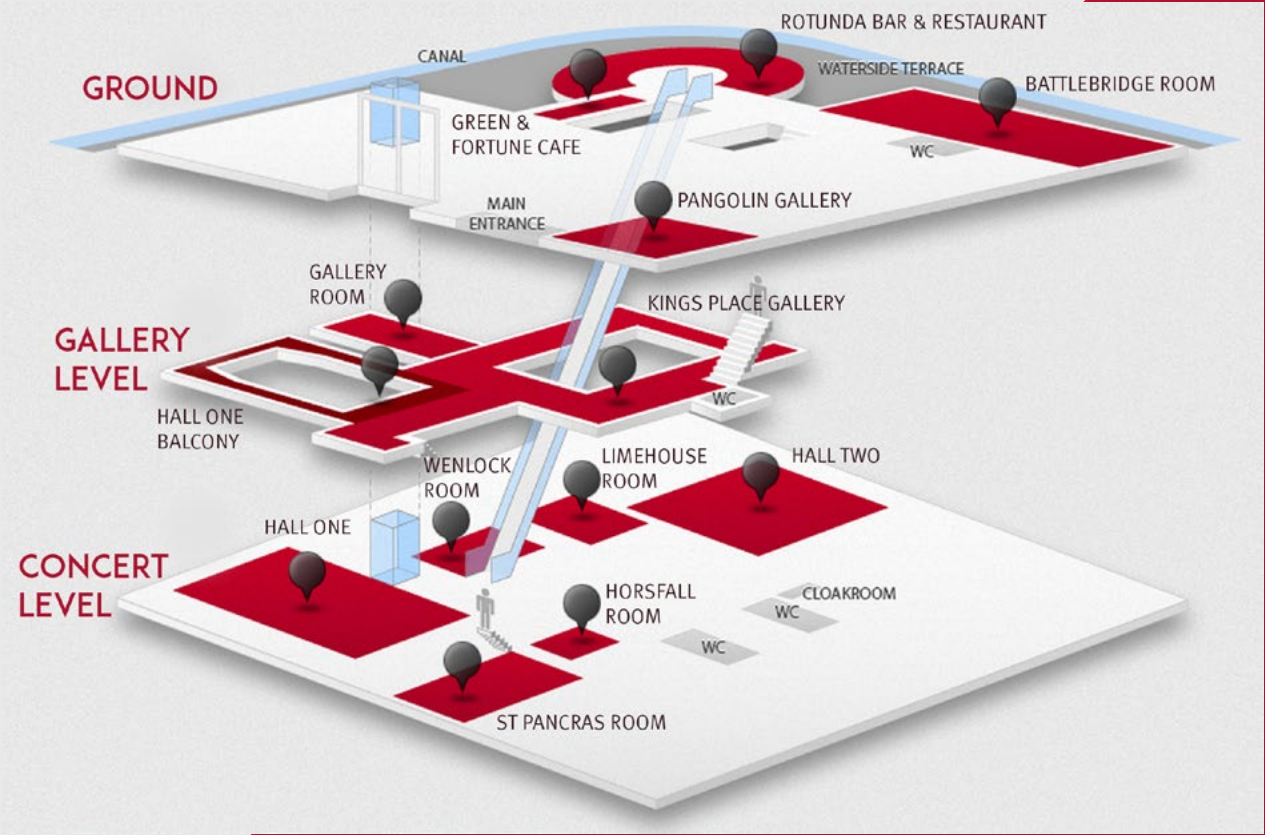 ROTUNDA BAR & RESTAURANT
CANAL
WATERSIDE TERRACE
GROUND
BATTLEBRIDGE ROOM
GREEN &
FORTUNE CAFE
WC
MAIN
ENTRANCE
PANGOLIN GALLERY
GALLERY
ROOM
KINGS PLACE GALLERY
GALLERY
LEVEL
WC
HALL ONE
BALCONY
WENLOCK
ROOM
LIMEHOUSE
ROOM
HALL TWO
HALL ONE
CONCERT
LEVEL
HORSFALL
ROOM
CLOAKROOM
WC
WC
ST PANCRAS ROOM